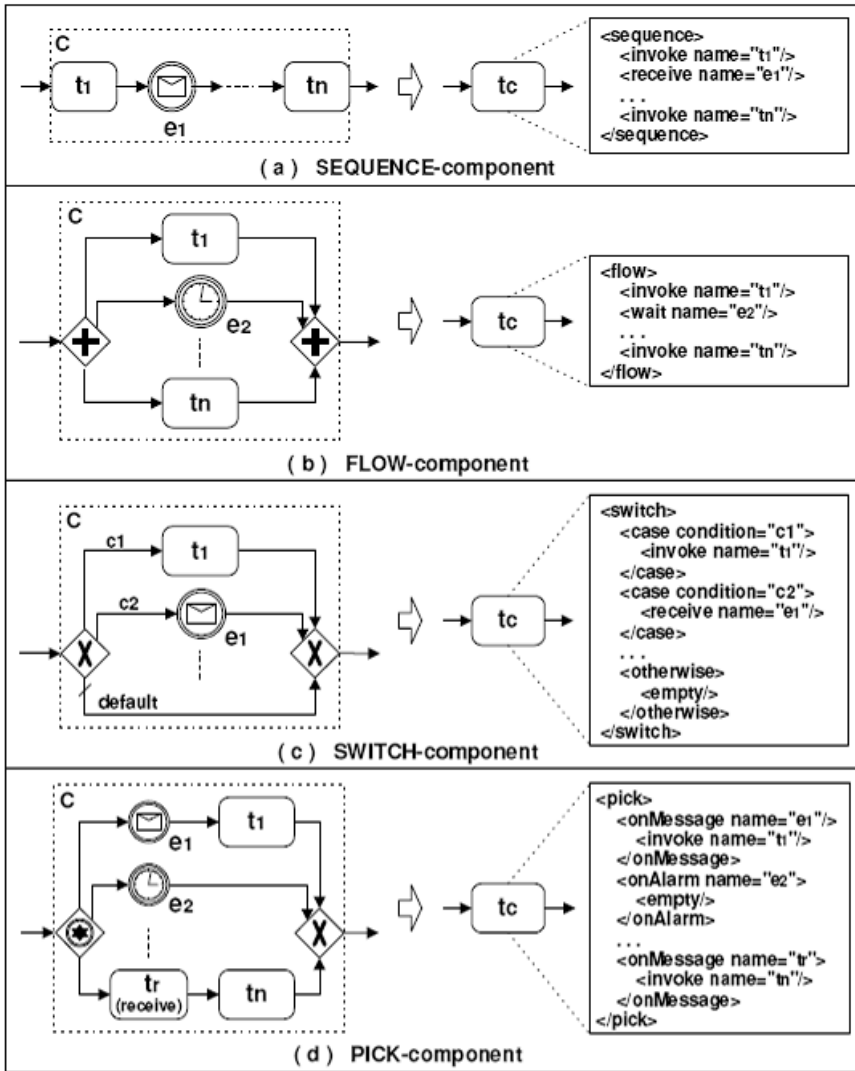 C
t1
e1
tn
tc
<sequence>
<invoke name="t1"/>
<receive name="e1"/>
...
<invoke name="tn"/>
</sequence>
( a ) SEQUENCE-component
C
t1
e2
tn
tc
<flow>
<invoke name="t1"/>
<wait name="e2"/>
...
<invoke name="tn"/>
</flow>
( b ) FLOW-component
C
c1
t1
c2
e1
default
tc
<switch>
<case condition="c1">
<invoke name="t1"/>
</case>
<case condition="c2">
<receive name="e1"/>
</case>
...
<otherwise>
<empty/>
</otherwise>
</switch>
( c ) SWITCH-component
C
e1
t1
e2
tr
(receive)
tn
tc
<pick>
<onMessage name="e1"/>
<invoke name="t1"/>
</onMessage>
<onAlarm name="e2">
<empty/>
</onAlarm>
...
<onMessage name="tr">
<invoke name="tn"/>
</onMessage>
</pick>
( d ) PICK-component